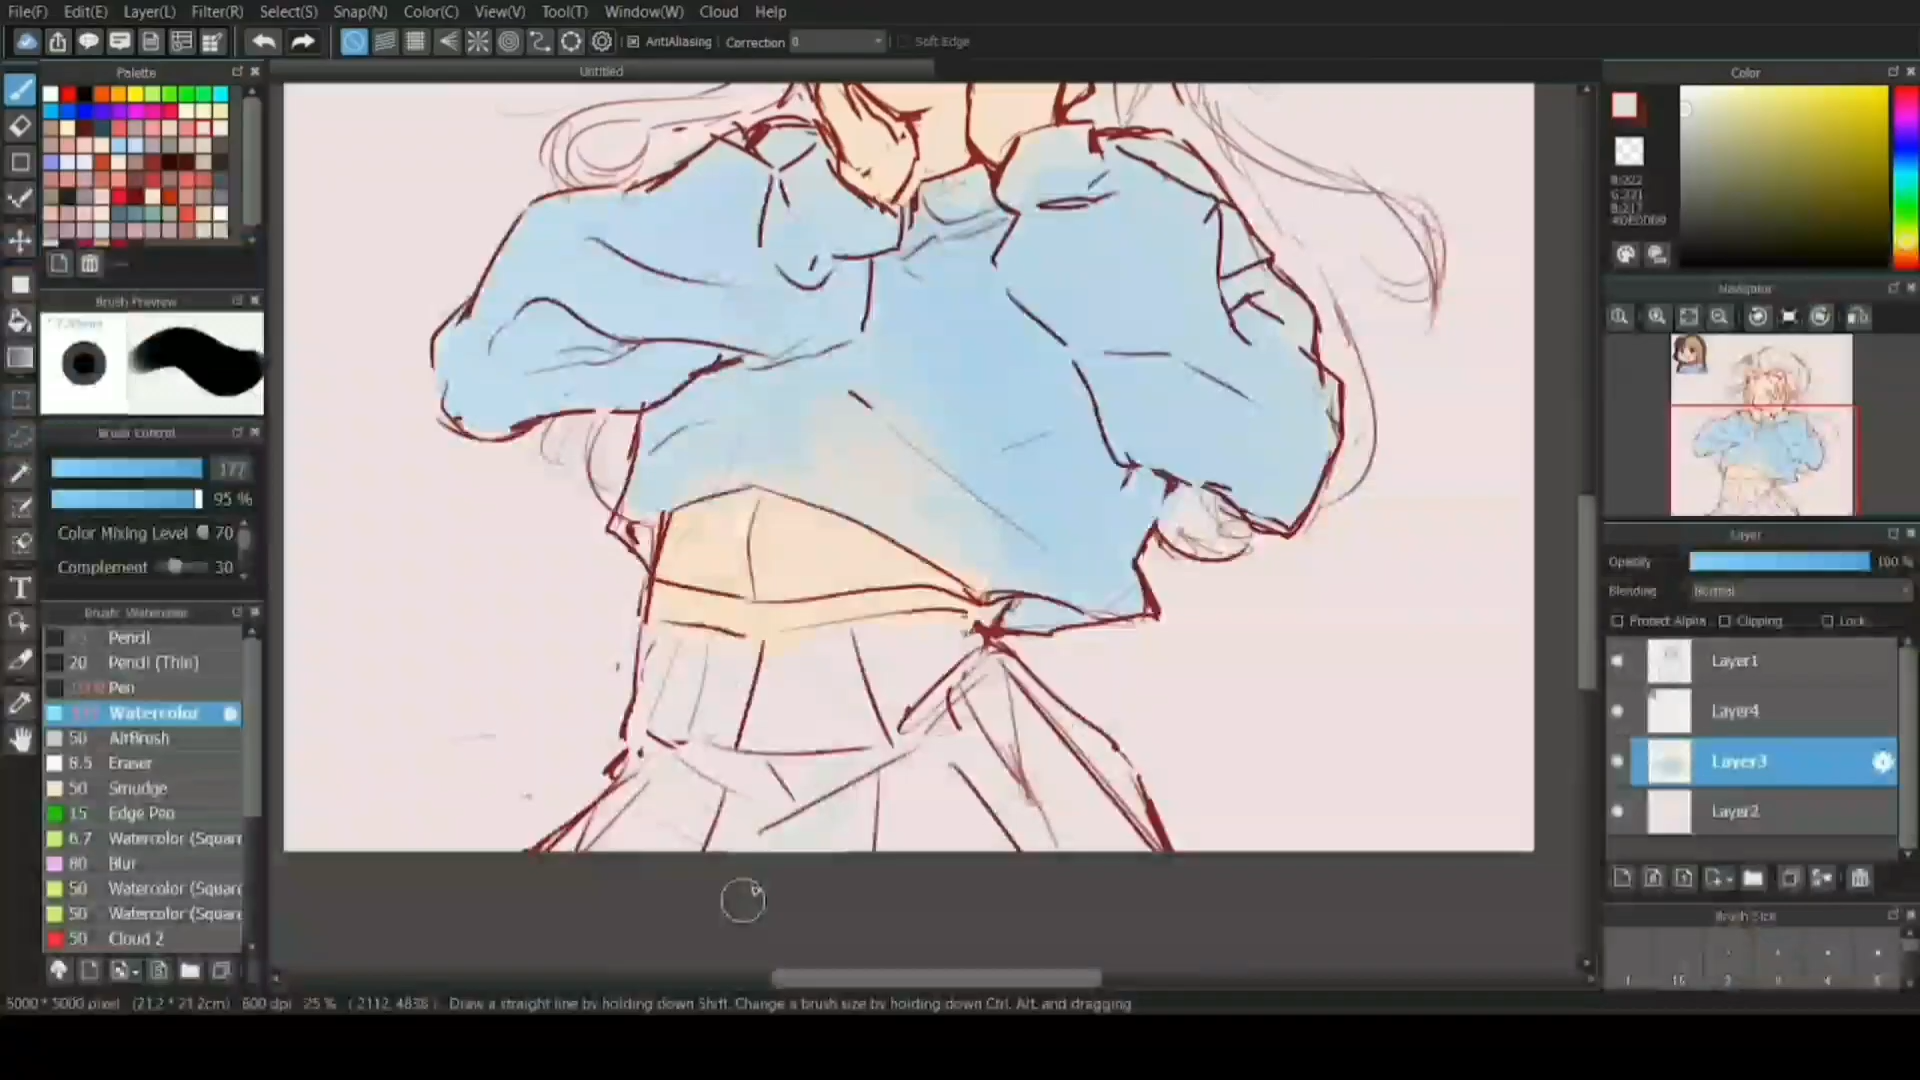 File(F) Edit(E) Layer(L) Filter(R) Select(S) Snap(N) Color(C) View(V) Tool(T) Window(W) Cloud Help
AntiAliasing Correction 0 Soft Edge
Palette
Untitled
Color
Navigator
Brush Preview
Brush Control
177
95 %
Color Mixing Level 70
Complement 30
Brush: Watercolor
Pencil
20 Pencil (Thin)
Pen
Watercolor
50 AirBrush
8.5 Eraser
50 Smudge
15 Edge Pen
6.7 Watercolor (Square
80 Blur
50 Watercolor (Square
50 Watercolor (Square
50 Cloud 2
Layer
Opacity 100 %
Blending Normal
Protect Alpha Clipping Lock
Layer1
Layer4
Layer3
Layer2
Brush Size
5000 * 5000 pixel (21.2 * 21.2cm) 600 dpi 25 % ( 2112, 4838 ) Draw a straight line by holding down Shift. Change a brush size by holding down Ctrl, Alt, and dragging